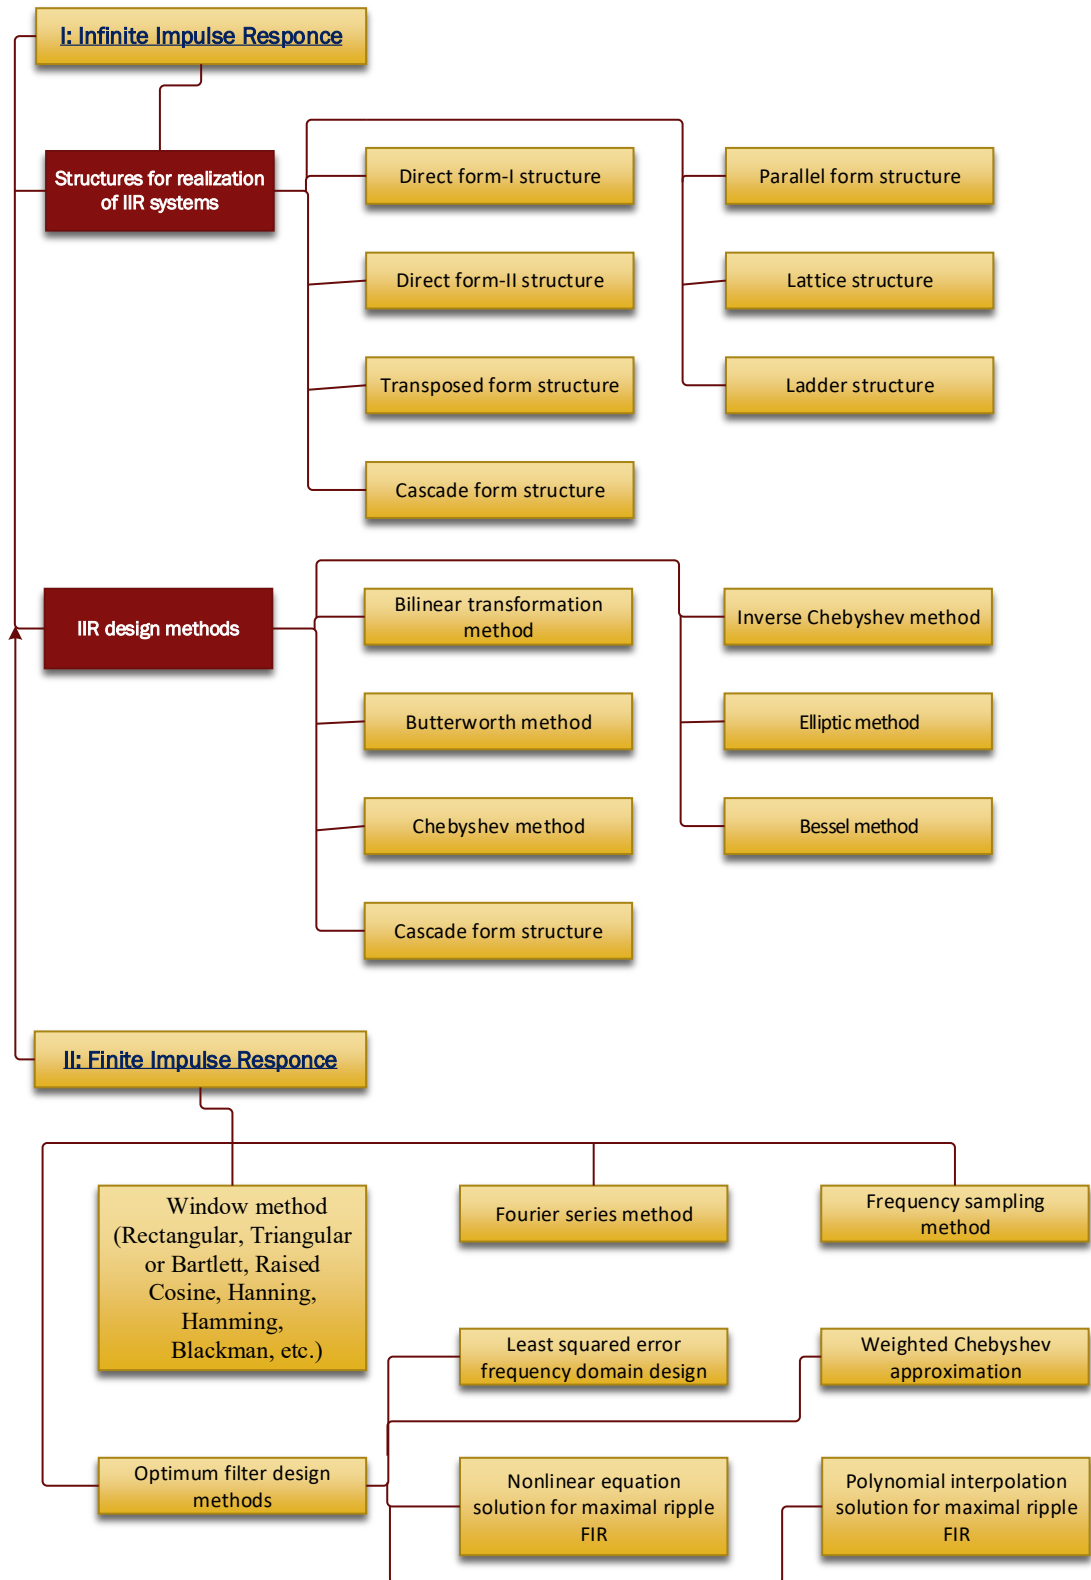 I: Infinite Impulse Responce
Structures for realization
of IIR systems
Direct form-I structure
Parallel form structure
Direct form-II structure
Lattice structure
Transposed form structure
Ladder structure
Cascade form structure
IIR design methods
Bilinear transformation
method
Inverse Chebyshev method
Butterworth method
Elliptic method
Chebyshev method
Bessel method
Cascade form structure
II: Finite Impulse Responce
Window method
(Rectangular, Triangular
or Bartlett, Raised
Cosine, Hanning,
Hamming,
Blackman, etc.)
Fourier series method
Frequency sampling
method
Least squared error
frequency domain design
Weighted Chebyshev
approximation
Optimum filter design
methods
Nonlinear equation
solution for maximal ripple
FIR
Polynomial interpolation
solution for maximal ripple
FIR